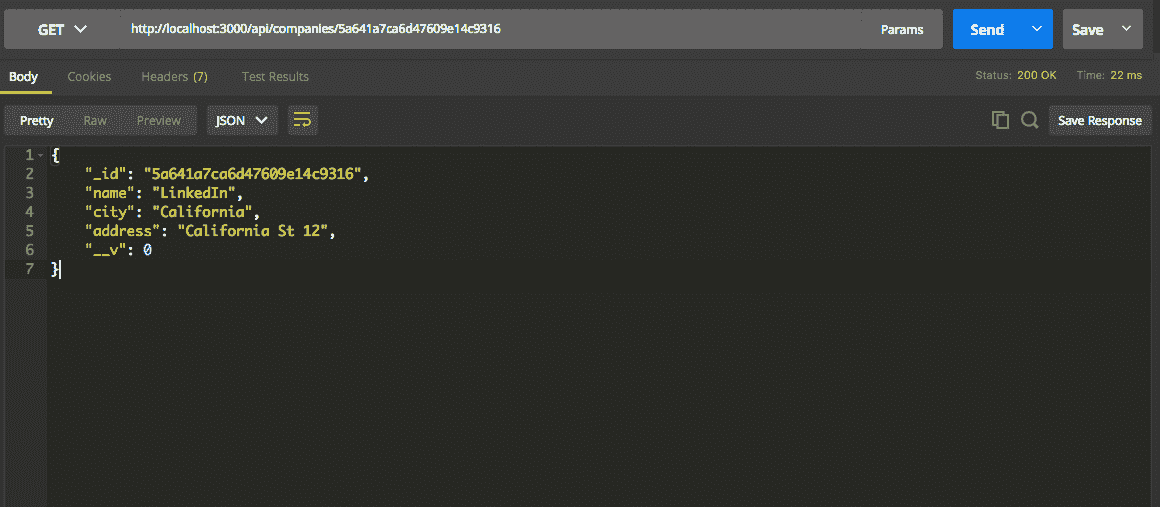 GET http://localhost:3000/api/companies/5a641a7ca6d47609e14c9316 Params Send Save
Body Cookies Headers (7) Test Results Status: 200 OK Time: 22 ms
Pretty Raw Preview JSON Save Response
1 {
2 "_id": "5a641a7ca6d47609e14c9316",
3 "name": "LinkedIn",
4 "city": "California",
5 "address": "California St 12",
6 "__v": 0
7 }